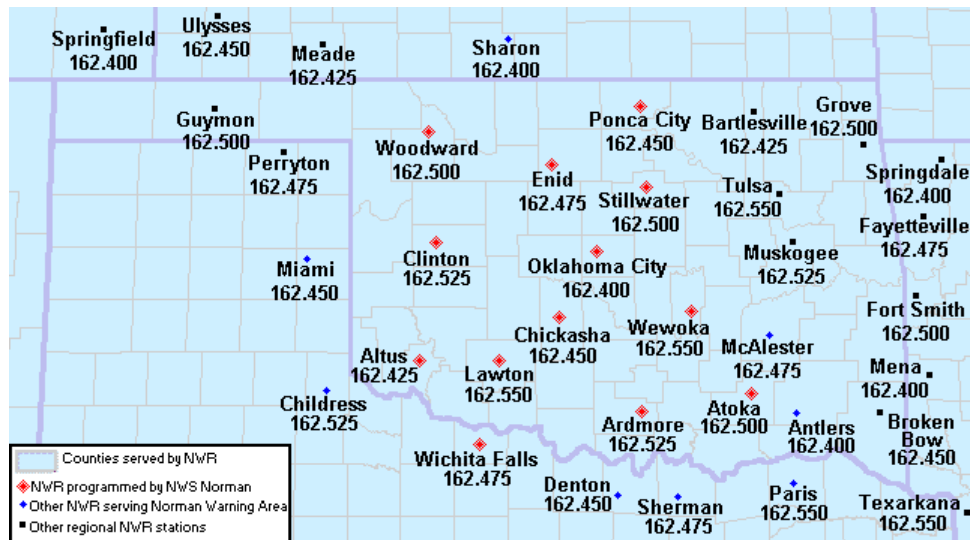 Springfield
162.400
Ulysses
162.450
Meade
162.425
Sharon
162.400
Guymon
162.500
Perryton
162.475
Woodward
162.500
Enid
162.475
Ponca City
162.450
Stillwater
162.500
Bartlesville
162.425
Grove
162.500
Tulsa
162.550
Springdale
162.400
Fayetteville
162.475
Miami
162.450
Clinton
162.525
Oklahoma City
162.400
Muskogee
162.525
Fort Smith
162.500
Chickasha
162.450
Wewoka
162.550
McAlester
162.475
Mena
162.400
Altus
162.425
Lawton
162.550
Childress
162.525
Ardmore
162.525
Atoka
162.500
Antlers
162.400
Broken
Bow
162.450
Wichita Falls
162.475
Denton
162.450
Sherman
162.475
Paris
162.550
Texarkana
162.550
Counties served by NWR
NWR programmed by NWS Norman
Other NWR serving Norman Warning Area
Other regional NWR stations